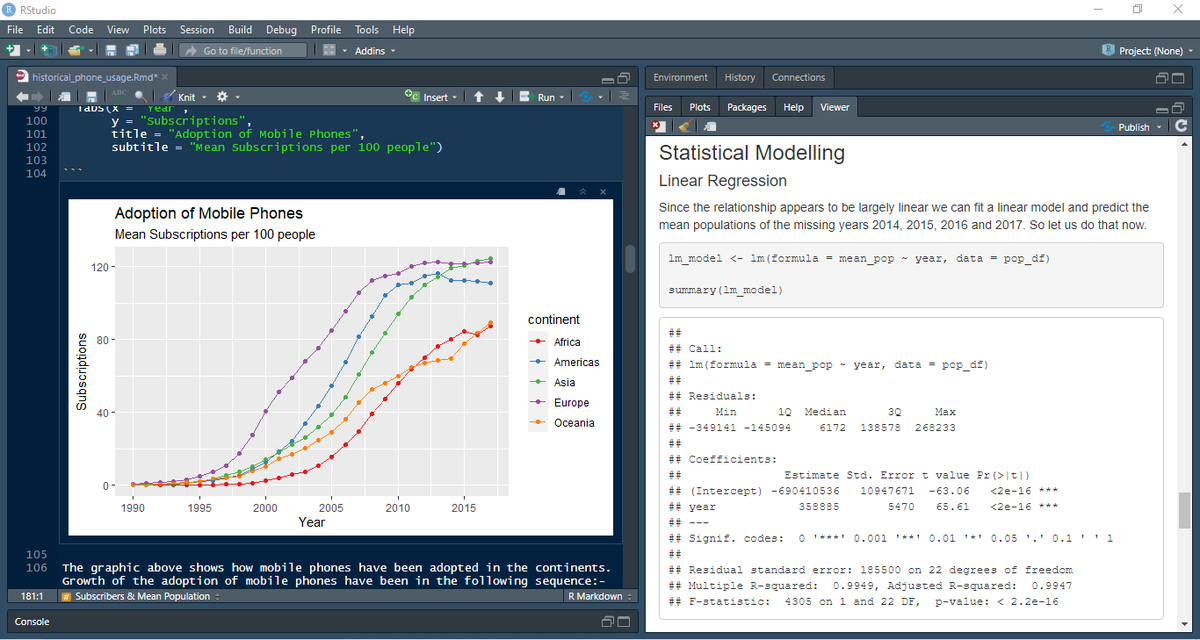 RStudio
File Edit Code View Plots Session Build Debug Profile Tools Help
Go to file/function Addins Project: (None)
historical_phone_usage.Rmd*
ABC Knit Insert Run
99 labs(x = "Year",
100 y = "Subscriptions",
101 title = "Adoption of Mobile Phones",
102 subtitle = "Mean Subscriptions per 100 people")
103
104 ```
Adoption of Mobile Phones
Mean Subscriptions per 100 people
120
80
40
0
Subscriptions
1990 1995 2000 2005 2010 2015
Year
continent
Africa
Americas
Asia
Europe
Oceania
105
106 The graphic above shows how mobile phones have been adopted in the continents.
Growth of the adoption of mobile phones have been in the following sequence:-
181:1 # Subscribers & Mean Population R Markdown
Console
Environment History Connections
Files Plots Packages Help Viewer
Publish
Statistical Modelling
Linear Regression
Since the relationship appears to be largely linear we can fit a linear model and predict the
mean populations of the missing years 2014, 2015, 2016 and 2017. So let us do that now.
lm_model <- lm(formula = mean_pop ~ year, data = pop_df)
summary(lm_model)
##
## Call:
## lm(formula = mean_pop ~ year, data = pop_df)
##
## Residuals:
## Min 1Q Median 3Q Max
## -349141 -145094 6172 138578 268233
##
## Coefficients:
## Estimate Std. Error t value Pr(>|t|)
## (Intercept) -690410536 10947671 -63.06 <2e-16 ***
## year 358885 5470 65.61 <2e-16 ***
## ---
## Signif. codes: 0 '***' 0.001 '**' 0.01 '*' 0.05 '.' 0.1 ' ' 1
##
## Residual standard error: 185500 on 22 degrees of freedom
## Multiple R-squared: 0.9949, Adjusted R-squared: 0.9947
## F-statistic: 4305 on 1 and 22 DF, p-value: < 2.2e-16